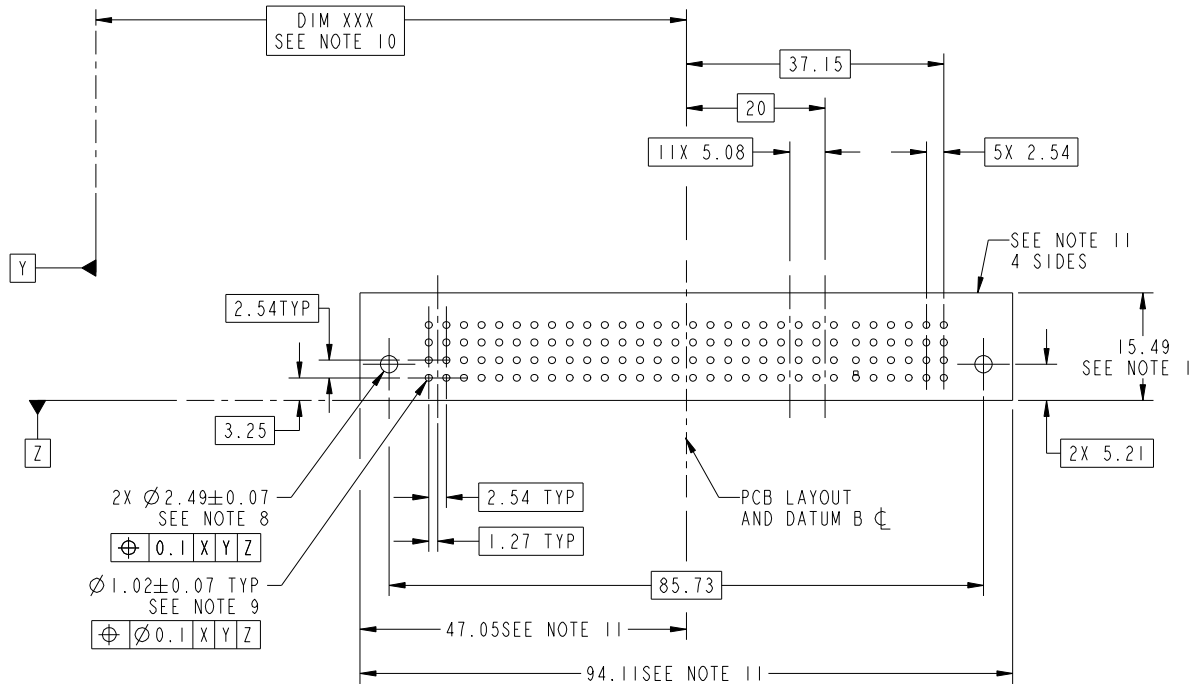 DIM XXX
SEE NOTE 10
37.15
20
11X 5.08
5X 2.54
Y
SEE NOTE 11
4 SIDES
2.54TYP
15.49
SEE NOTE 1
3.25
Z
2X 5.21
2X Ø2.49±0.07
SEE NOTE 8
⌖ 0.1 X Y Z
2.54 TYP
PCB LAYOUT
AND DATUM B ℄
1.27 TYP
Ø1.02±0.07 TYP
SEE NOTE 9
⌖ Ø0.1 X Y Z
85.73
47.05SEE NOTE 11
94.11SEE NOTE 11